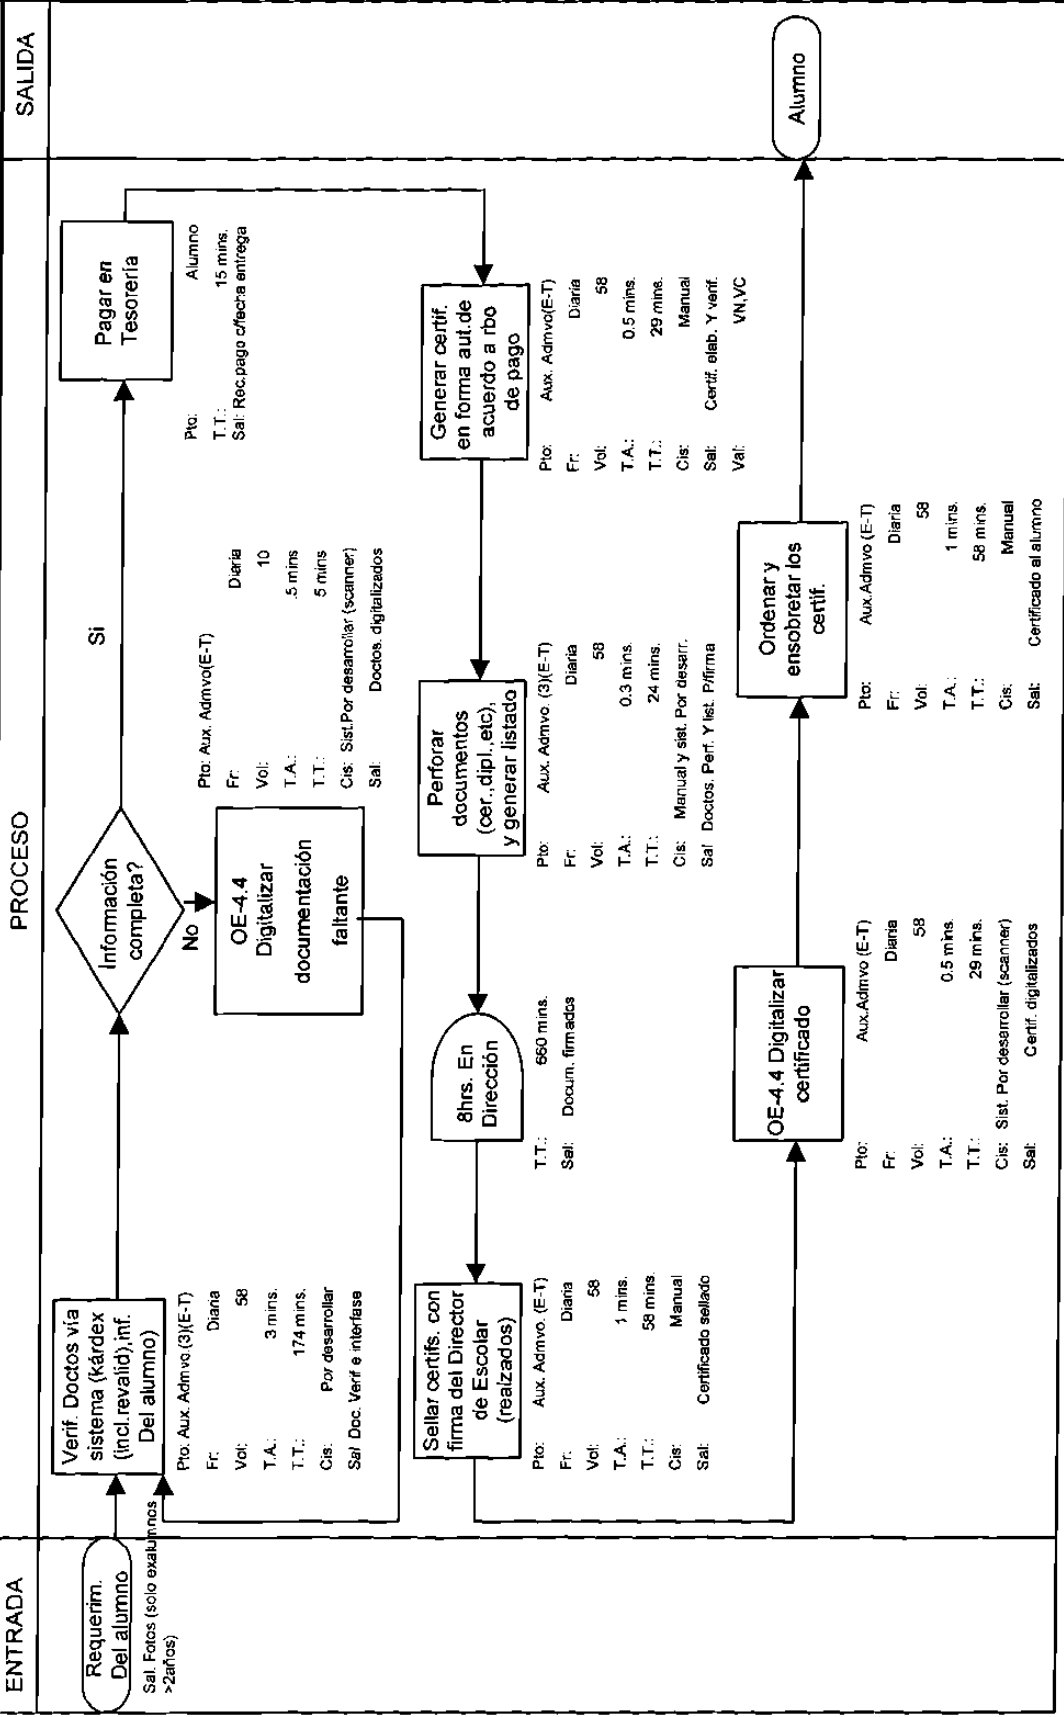 ENTRADA
PROCESO
SALIDA
Requerim.
Del alumno
Sal. Fotos (solo exalumnos
>2años)
Verif. Doctos vía
sistema (kárdex
(incl.revalid),inf.
Del alumno)
Pto: Aux. Admvo.(3)(E-T)
Fr: Diaria
Vol: 58
T.A.: 3 mins.
T.T.: 174 mins.
Cis: Por desarrollar
Sal Doc. Verif e interfase
Información
completa?
Si
No
OE-4.4
Digitalizar
documentación
faltante
Pto: Aux. Admvo(E-T)
Fr: Diaria
Vol: 10
T.A.: .5 mins
T.T.: 5 mins
Cis: Sist.Por desarrollar (scanner)
Sal: Doctos. digitalizados
Pagar en
Tesorería
Pto: Alumno
T.T.: 15 mins.
Sal: Rec.pago c/fecha entrega
Generar certif.
en forma aut.de
acuerdo a rbo
de pago
Pto: Aux. Admvo(E-T)
Fr: Diaria
Vol: 58
T.A.: 0.5 mins.
T.T.: 29 mins.
Cis: Manual
Sal: Certif. elab. Y verif.
Val: VN,VC
Perforar
documentos
(cer.,dipl.,etc),
y generar listado
Pto: Aux. Admvo. (3)(E-T)
Fr: Diaria
Vol: 58
T.A.: 0.3 mins.
T.T.: 24 mins.
Cis: Manual y sist. Por desarr.
Sal Doctos. Perf. Y list. P/firma
8hrs. En
Dirección
T.T.: 660 mins.
Sal: Docum. firmados
Sellar certifs. con
firma del Director
de Escolar
(realzados)
Pto: Aux. Admvo. (E-T)
Fr: Diaria
Vol: 58
T.A.: 1 mins.
T.T.: 58 mins.
Cis: Manual
Sal: Certificado sellado
OE-4.4 Digitalizar
certificado
Pto: Aux.Admvo (E-T)
Fr: Diaria
Vol: 58
T.A.: 0.5 mins.
T.T.: 29 mins.
Cis: Sist. Por desarrollar (scanner)
Sal: Certif. digitalizados
Ordenar y
ensobretar los
certif.
Pto: Aux.Admvo (E-T)
Fr: Diaria
Vol: 58
T.A.: 1 mins.
T.T.: 58 mins.
Cis: Manual
Sal: Certificado al alumno
Alumno